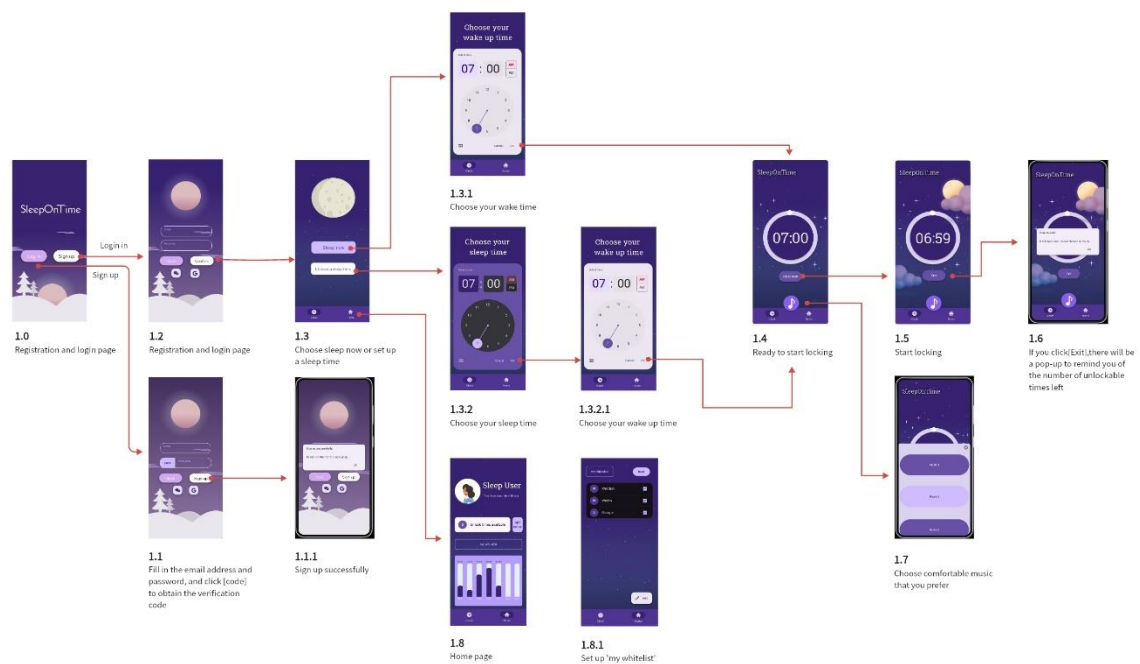 Choose your
wake up time
07 : 00
1.3.1
Choose your wake time
SleepOnTime
Log in
Sign up
Login in
Sign up
1.0
Registration and login page
Confirm
1.2
Registration and login page
Sleep now
Choose a sleep time
1.3
Choose sleep now or set up
a sleep time
Choose your
sleep time
07 : 00
1.3.2
Choose your sleep time
Choose your
wake up time
07 : 00
1.3.2.1
Choose your wake up time
SleepOnTime
07:00
1.4
Ready to start locking
SleepOnTime
06:59
Exit
1.5
Start locking
SleepOnTime
1.6
If you click[Exit],there will be
a pop-up to remind you of
the number of unlockable
times left
Sign up
1.1
Fill in the email address and
password, and click [code]
to obtain the verification
code
Sign up
1.1.1
Sign up successfully
Sleep User
1.8
Home page
1.8.1
Set up 'my whitelist'
SleepOnTime
1.7
Choose comfortable music
that you prefer